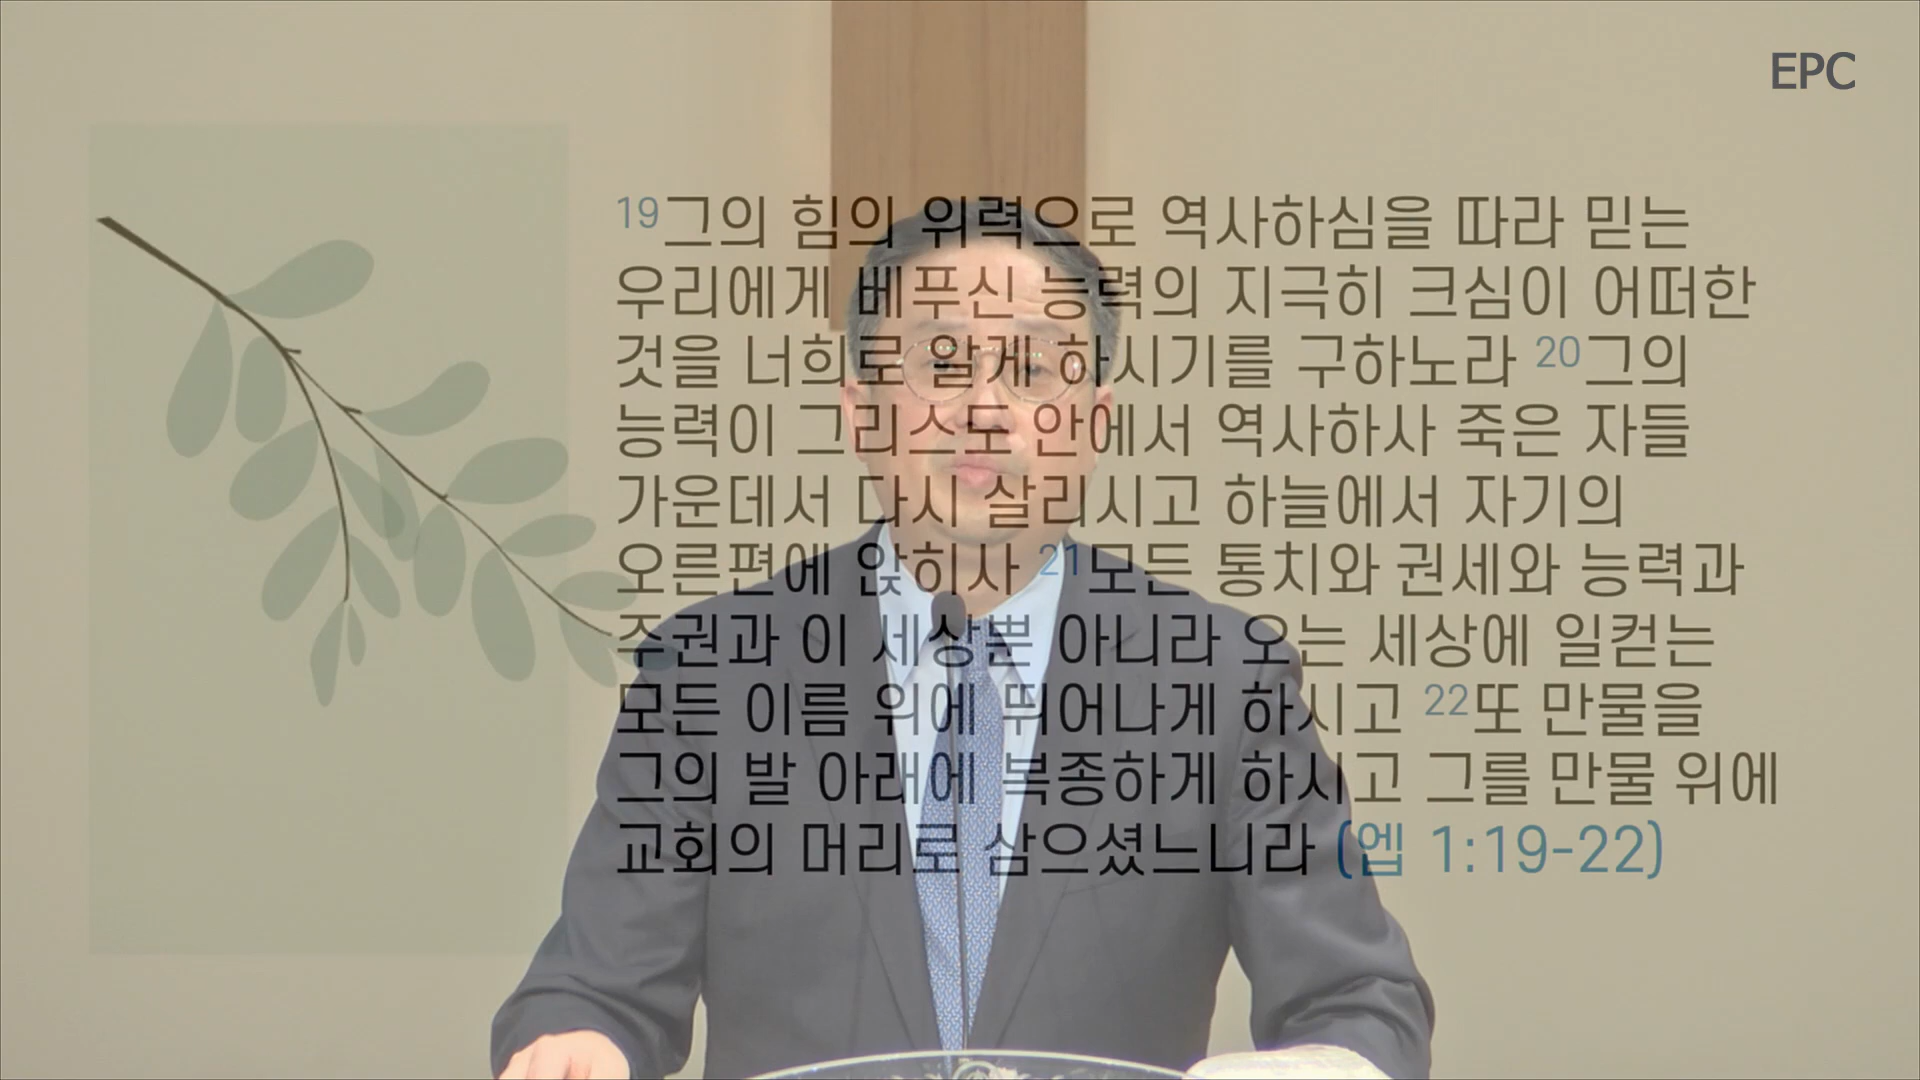 EPC
19그의 힘의 위력으로 역사하심을 따라 믿는
우리에게 베푸신 능력의 지극히 크심이 어떠한
것을 너희로 알게 하시기를 구하노라 20그의
능력이 그리스도 안에서 역사하사 죽은 자들
가운데서 다시 살리시고 하늘에서 자기의
오른편에 앉히사 21모든 통치와 권세와 능력과
주권과 이 세상뿐 아니라 오는 세상에 일컫는
모든 이름 위에 뛰어나게 하시고 22또 만물을
그의 발 아래에 복종하게 하시고 그를 만물 위에
교회의 머리로 삼으셨느니라 (엡 1:19-22)